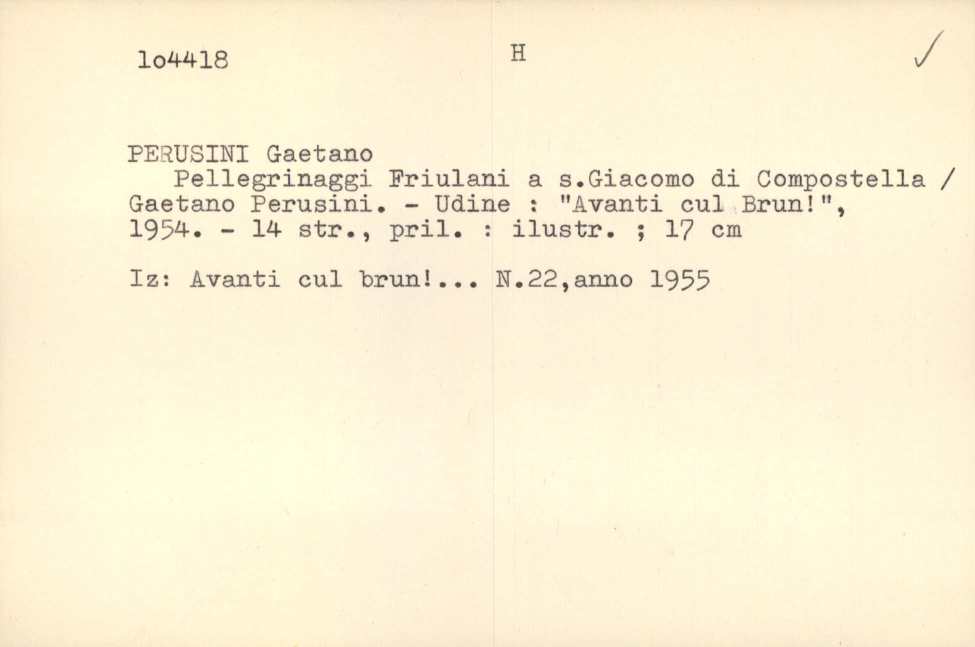 lo4418 H
PERUSINI Gaetano
Pellegrinaggi Friulani a s.Giacomo di Compostella /
Gaetano Perusini. - Udine : "Avanti cul Brun!",
1954. - 14 str., pril. : ilustr. ; 17 cm
Iz: Avanti cul brun!... N.22,anno 1955